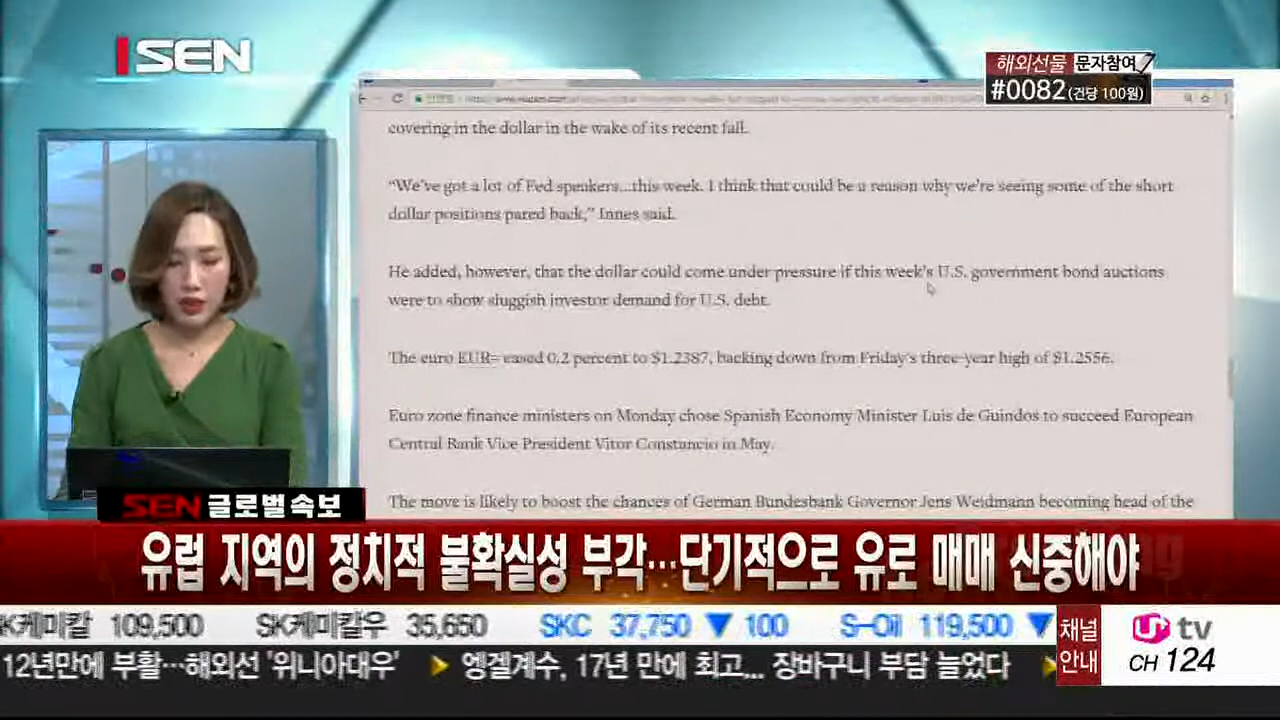 SEN
해외선물 문자참여
#0082(건당 100원)
covering in the dollar in the wake of its recent fall.
“We've got a lot of Fed speakers...this week. I think that could be a reason why we're seeing some of the short
dollar positions pared back,” Innes said.
He added, however, that the dollar could come under pressure if this week's U.S. government bond auctions
were to show sluggish investor demand for U.S. debt.
The euro EUR= eased 0.2 percent to $1.2387, backing down from Friday's three-year high of $1.2556.
Euro zone finance ministers on Monday chose Spanish Economy Minister Luis de Guindos to succeed European
Central Bank Vice President Vitor Constancio in May.
The move is likely to boost the chances of German Bundesbank Governor Jens Weidmann becoming head of the
SEN 글로벌속보
유럽 지역의 정치적 불확실성 부각…단기적으로 유로 매매 신중해야
SK케미칼 109,500 SK케미칼우 35,650 SKC 37,750 ▼ 100 S-Oil 119,500 ▼
채널
안내
U+ tv
CH 124
12년만에 부활…해외선 '위니아대우' ▶ 엥겔계수, 17년 만에 최고... 장바구니 부담 늘었다